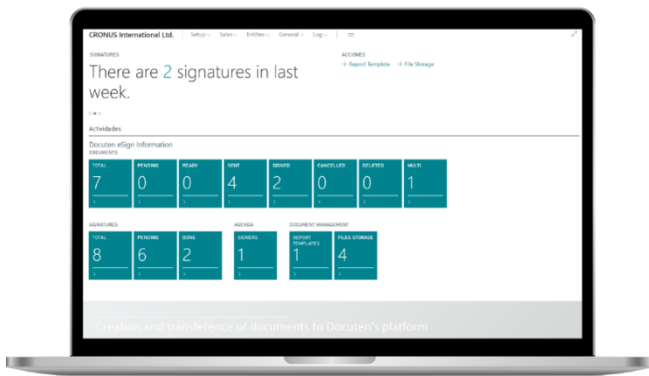 CRONUS International Ltd. Setup Sales Entities General Log
SIGNATURES
There are 2 signatures in last
week.
ACCIONES
+ Report Template + File Storage
Actividades
Docuten eSign Information
DOCUMENTS
TOTAL PENDING READY SENT SIGNED CANCELLED DELETED MULTI
7 0 0 4 2 0 0 1
SIGNATURES AGENDA DOCUMENT MANAGEMENT
TOTAL PENDING DONE SIGNERS REPORT TEMPLATES FILES STORAGE
8 6 2 1 1 4
Creation and transference of documents to Docuten's platform